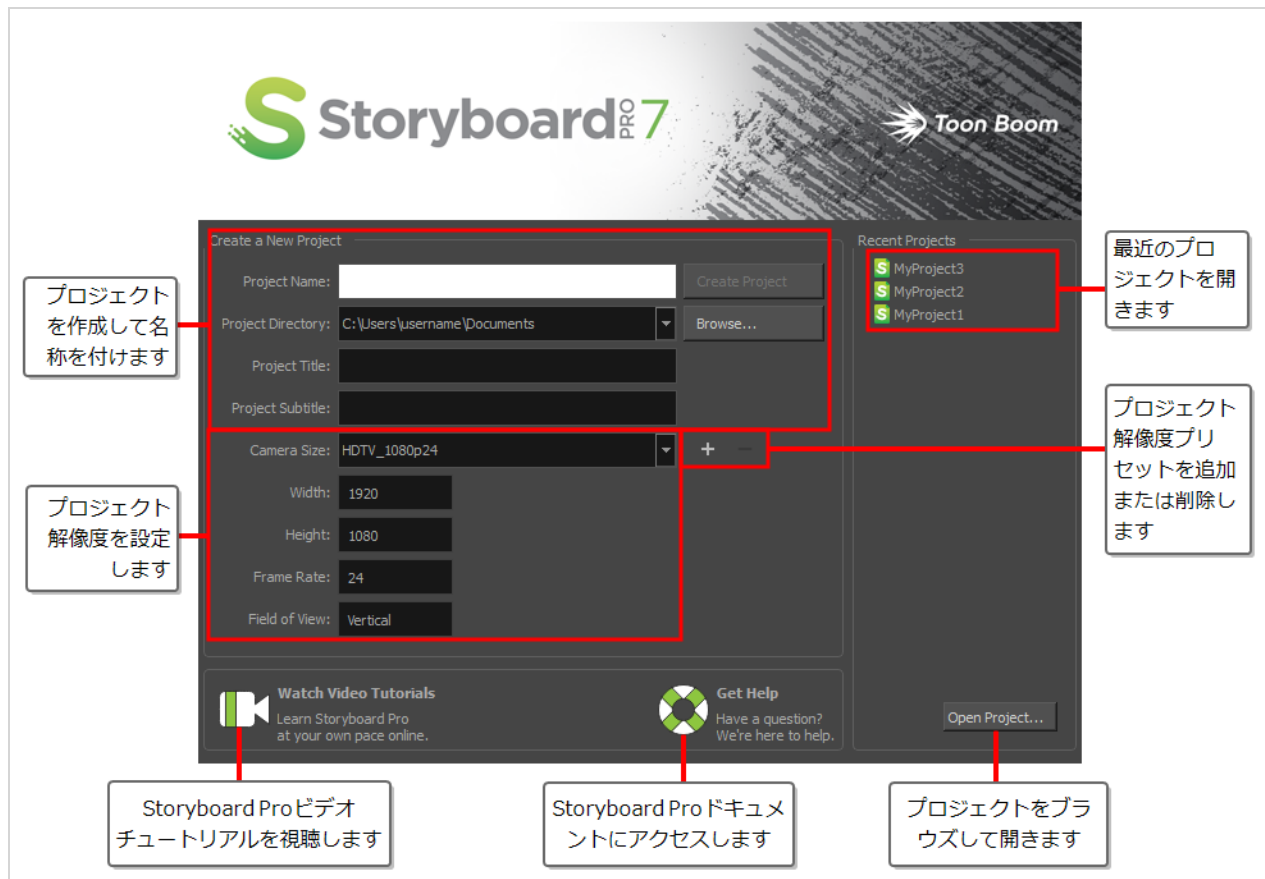 Storyboard PRO 7
Toon Boom
Create a New Project
Project Name:
Create Project
Project Directory:
C:\Users\username\Documents
Browse...
Project Title:
Project Subtitle:
Camera Size:
HDTV_1080p24
+ −
Width:
1920
Height:
1080
Frame Rate:
24
Field of View:
Vertical
Recent Projects
MyProject3
MyProject2
MyProject1
Watch Video Tutorials
Learn Storyboard Pro
at your own pace online.
Get Help
Have a question?
We're here to help.
Open Project...
プロジェクト
を作成して名
称を付けます
プロジェクト
解像度を設定
します
最近のプロ
ジェクトを開
きます
プロジェクト
解像度プリ
セットを追加
または削除し
ます
Storyboard Proビデオ
チュートリアルを視聴します
Storyboard Proドキュメ
ントにアクセスします
プロジェクトをブラ
ウズして開きます